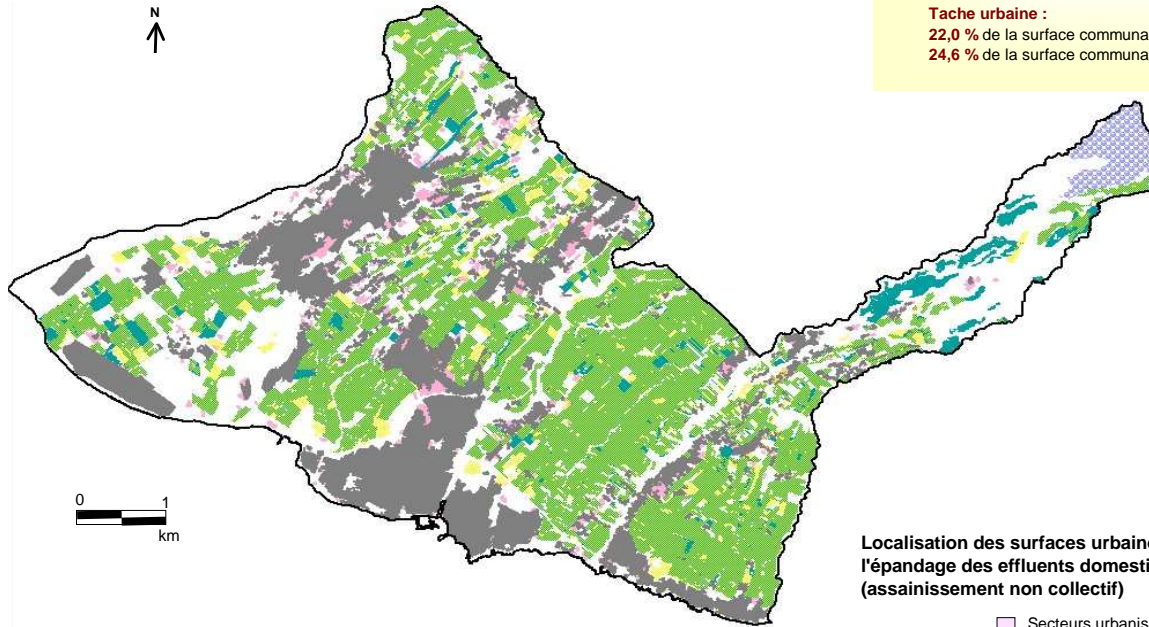 N
Tache urbaine :
22,0 % de la surface communa
24,6 % de la surface communa
0 1
km
Localisation des surfaces urbaine
l'épandage des effluents domesti
(assainissement non collectif)
Secteurs urbanis